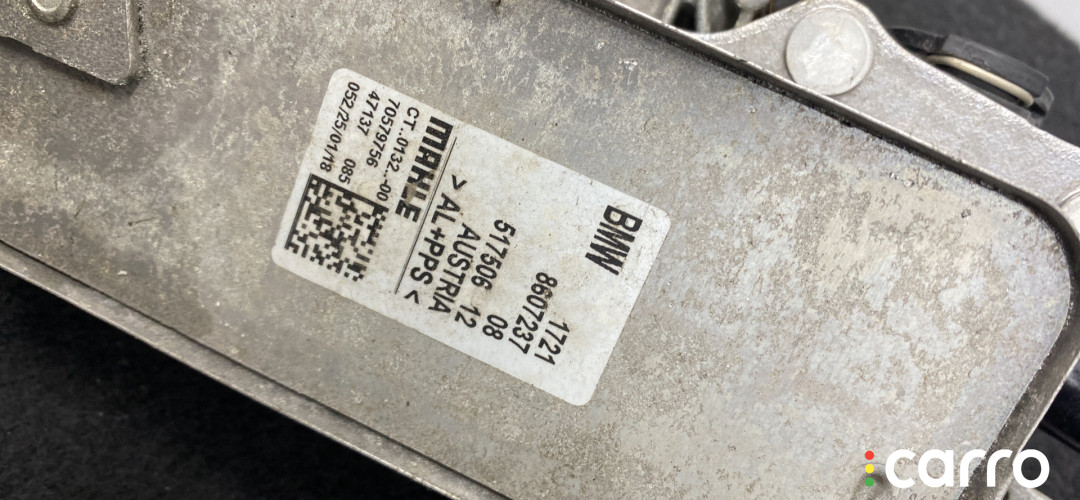 BMW
1721
8607237
08
517506 12
AUSTRIA
> AL+PPS <
MAHLE
CT..0132..-00
70579756
47137
052/25/01/18 085
carro